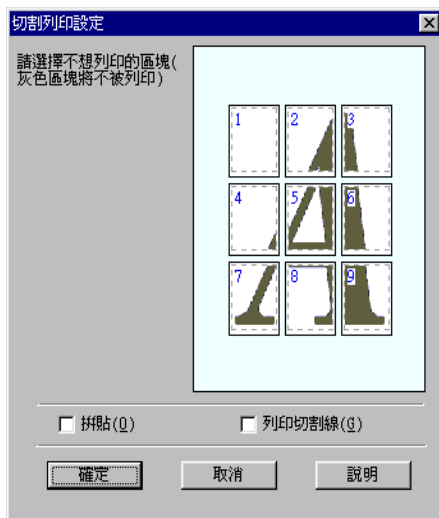 切割列印設定
請選擇不想列印的區塊(
灰色區塊將不被列印)
1
2
3
4
5
6
7
8
9
拼貼(O)
列印切割線(G)
確定
取消
說明